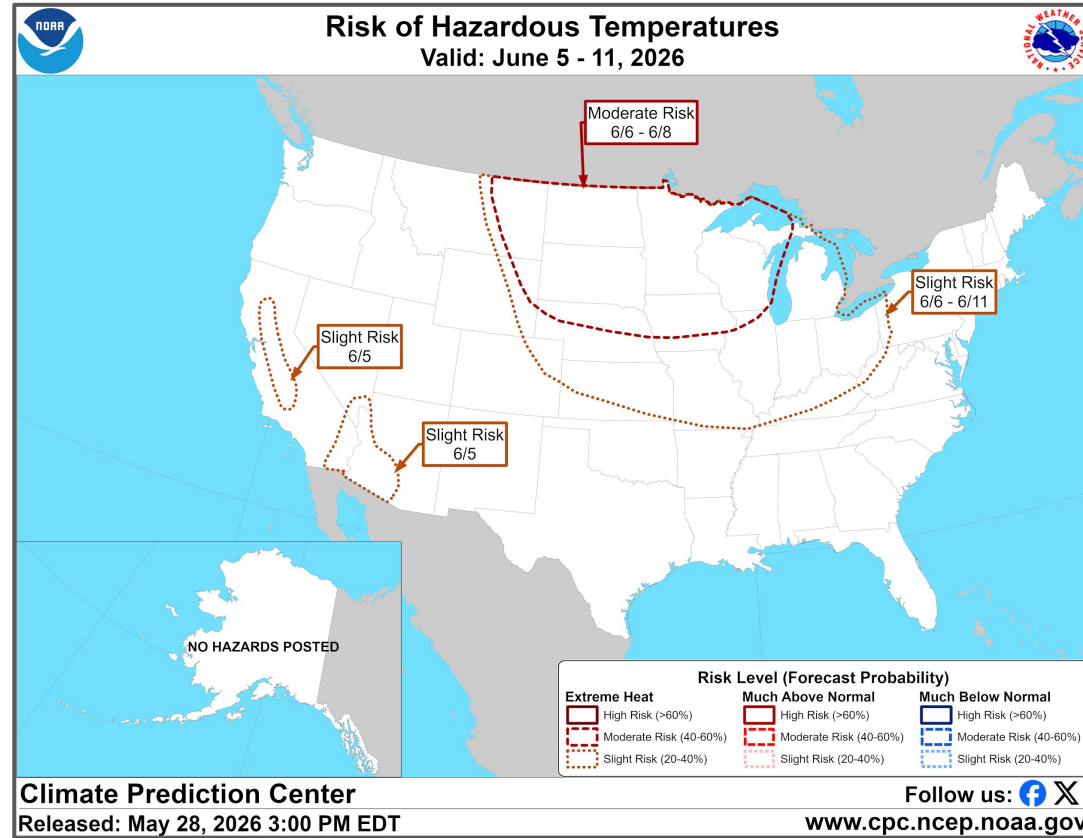 NOAA
Risk of Hazardous Temperatures
Valid: June 5 - 11, 2026
NATIONAL WEATHER SERVICE
Moderate Risk
6/6 - 6/8
Slight Risk
6/6 - 6/11
Slight Risk
6/5
Slight Risk
6/5
NO HAZARDS POSTED
Risk Level (Forecast Probability)
Extreme Heat
High Risk (>60%)
Moderate Risk (40-60%)
Slight Risk (20-40%)
Much Above Normal
High Risk (>60%)
Moderate Risk (40-60%)
Slight Risk (20-40%)
Much Below Normal
High Risk (>60%)
Moderate Risk (40-60%)
Slight Risk (20-40%)
Climate Prediction Center
Follow us:
Released: May 28, 2026 3:00 PM EDT
www.cpc.ncep.noaa.gov